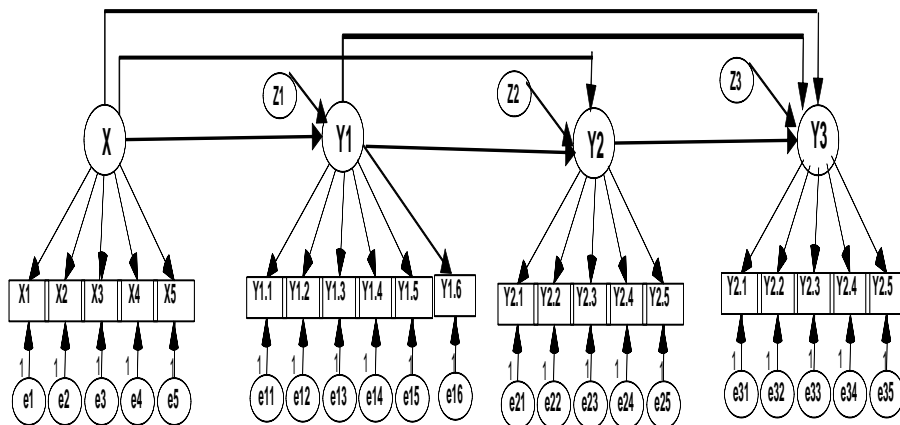 Z1 Z2 Z3
X Y1 Y2 Y3
X1 X2 X3 X4 X5 Y1.1 Y1.2 Y1.3 Y1.4 Y1.5 Y1.6 Y2.1 Y2.2 Y2.3 Y2.4 Y2.5 Y2.1 Y2.2 Y2.3 Y2.4 Y2.5
1 1 1 1 1 1 1 1 1 1 1 1 1 1 1 1 1 1 1 1 1
e1 e2 e3 e4 e5 e11 e12 e13 e14 e15 e16 e21 e22 e23 e24 e25 e31 e32 e33 e34 e35